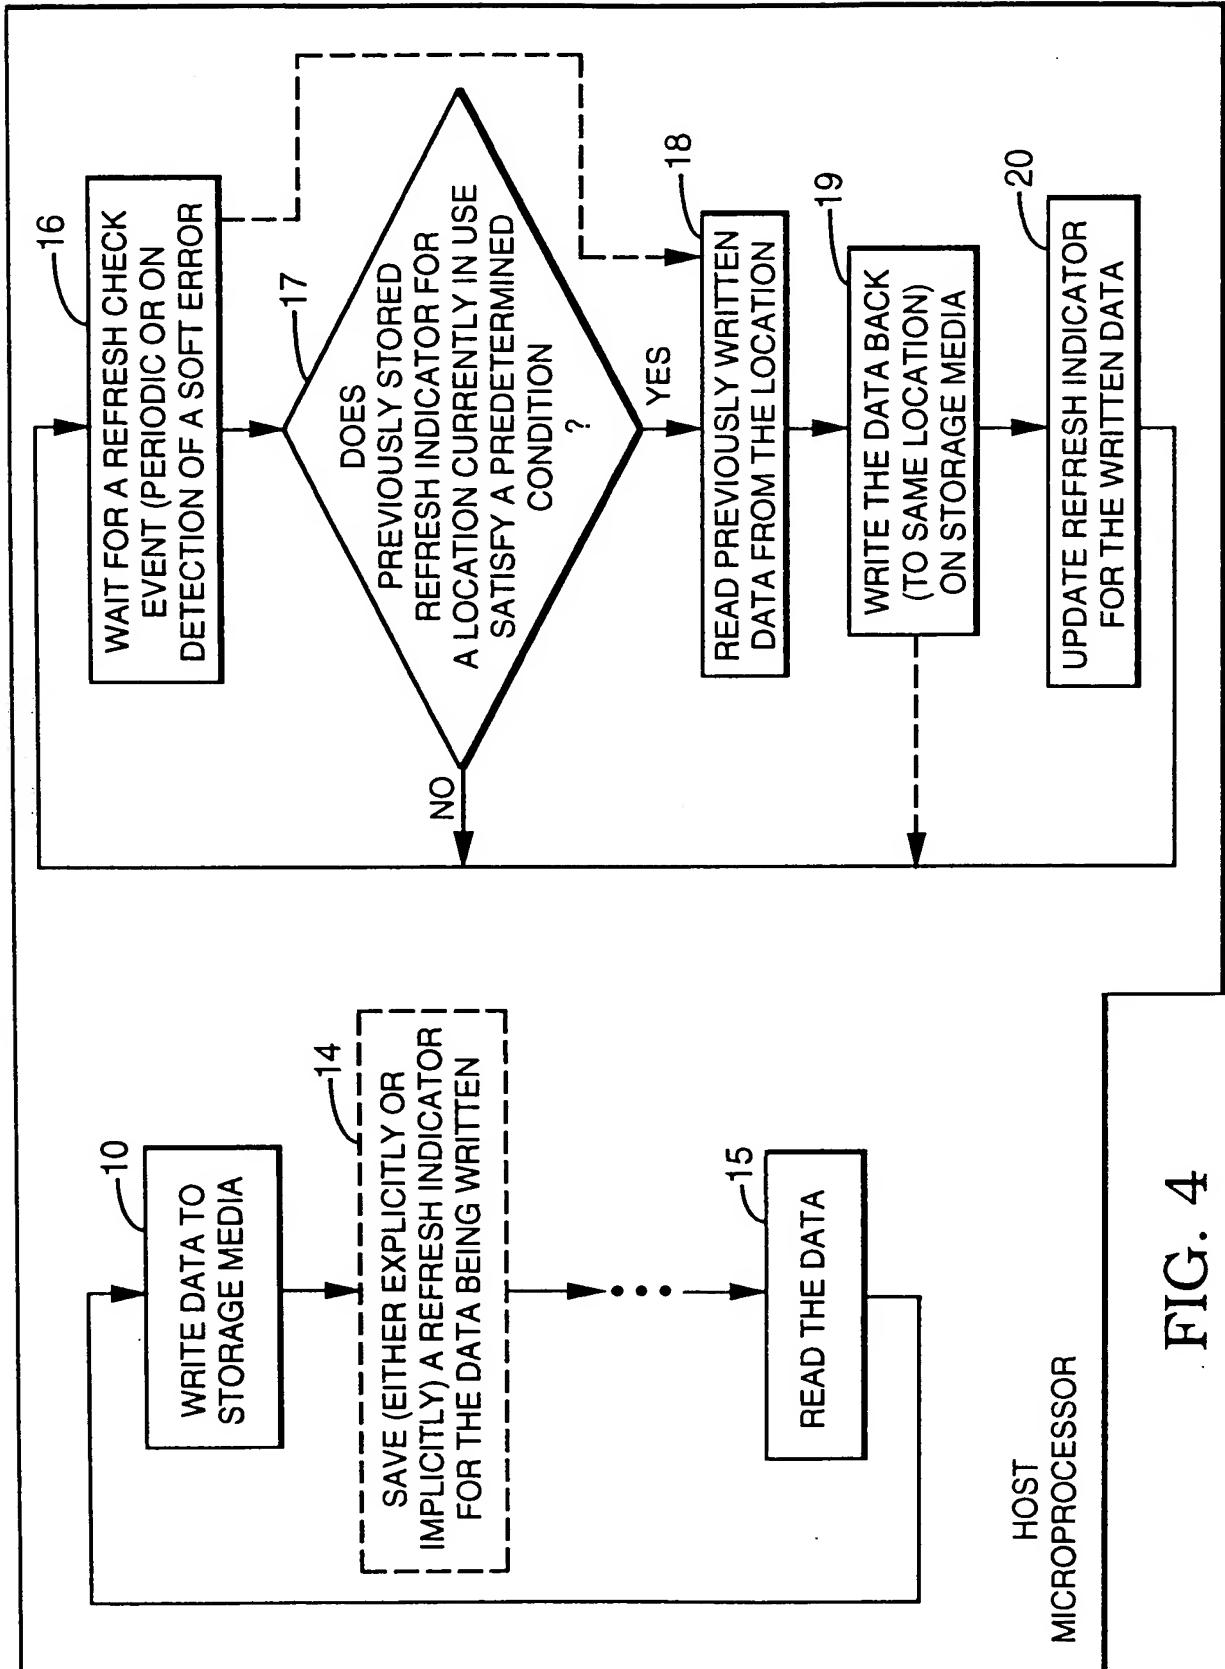 10
WRITE DATA TO
STORAGE MEDIA
14
SAVE (EITHER EXPLICITLY OR
IMPLICITLY) A REFRESH INDICATOR
FOR THE DATA BEING WRITTEN
15
READ THE DATA
HOST
MICROPROCESSOR
16
WAIT FOR A REFRESH CHECK
EVENT (PERIODIC OR ON
DETECTION OF A SOFT ERROR
17
DOES
PREVIOUSLY STORED
REFRESH INDICATOR FOR
A LOCATION CURRENTLY IN USE
SATISFY A PREDETERMINED
CONDITION
?
NO
YES
18
READ PREVIOUSLY WRITTEN
DATA FROM THE LOCATION
19
WRITE THE DATA BACK
(TO SAME LOCATION)
ON STORAGE MEDIA
20
UPDATE REFRESH INDICATOR
FOR THE WRITTEN DATA
FIG. 4